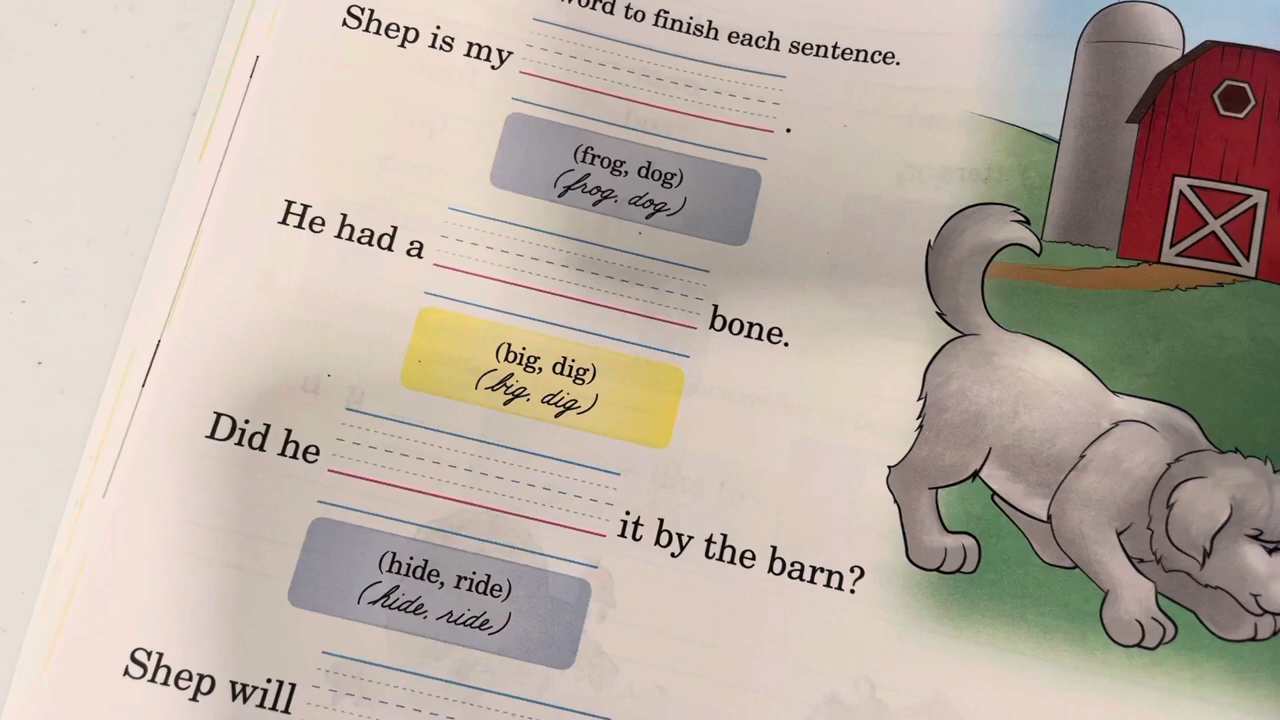 word to finish each sentence.
Shep is my .
(frog, dog)
(frog, dog)
He had a bone.
(big, dig)
(big, dig)
Did he it by the barn?
(hide, ride)
(hide, ride)
Shep will